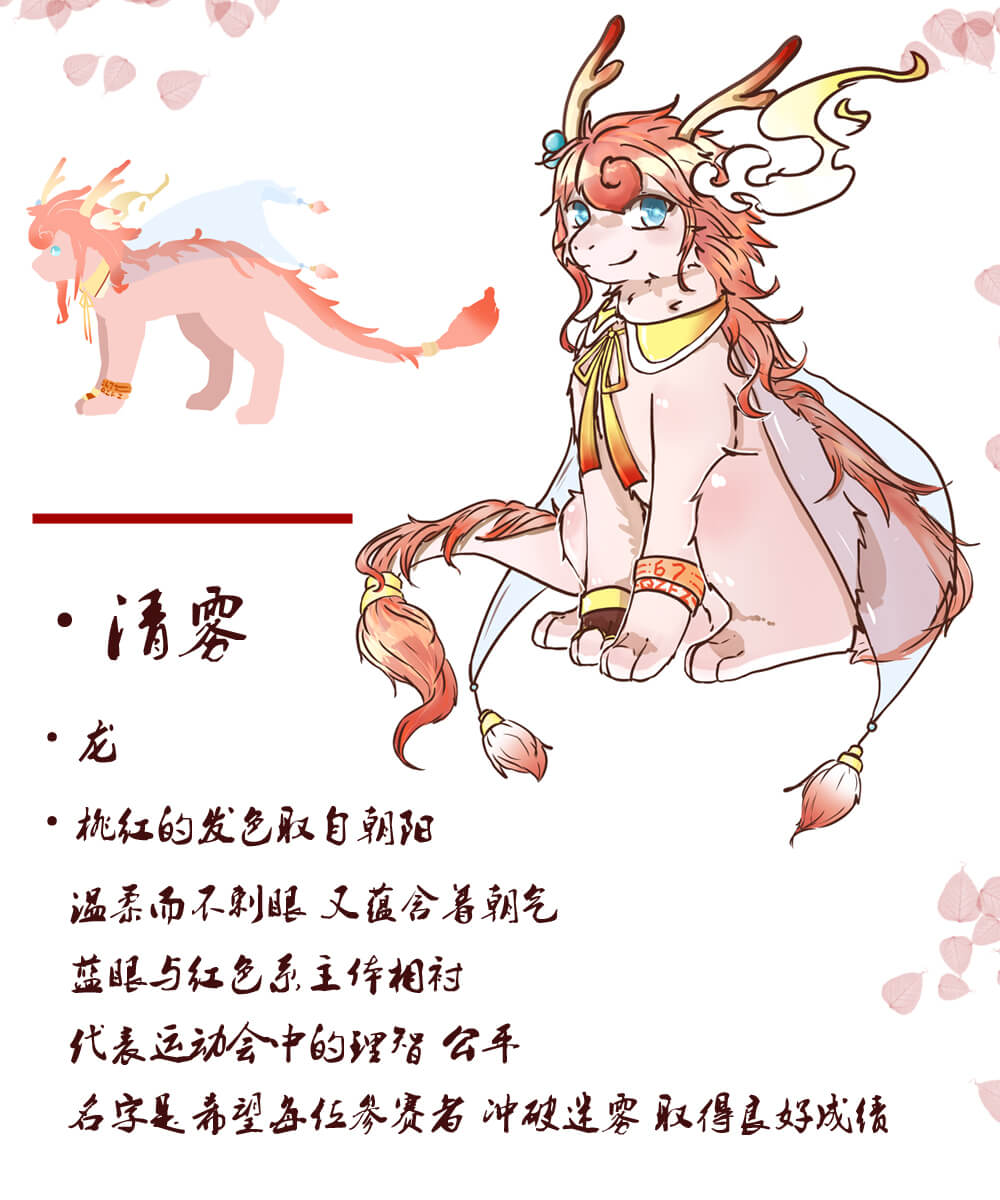 :67
· 清雾
· 龙
· 桃红的发色取自朝阳
温柔而不刺眼 又蕴含着朝气
蓝眼与红色系主体相衬
代表运动会中的理智 公平
名字是希望每位参赛者 冲破迷雾 取得良好成绩